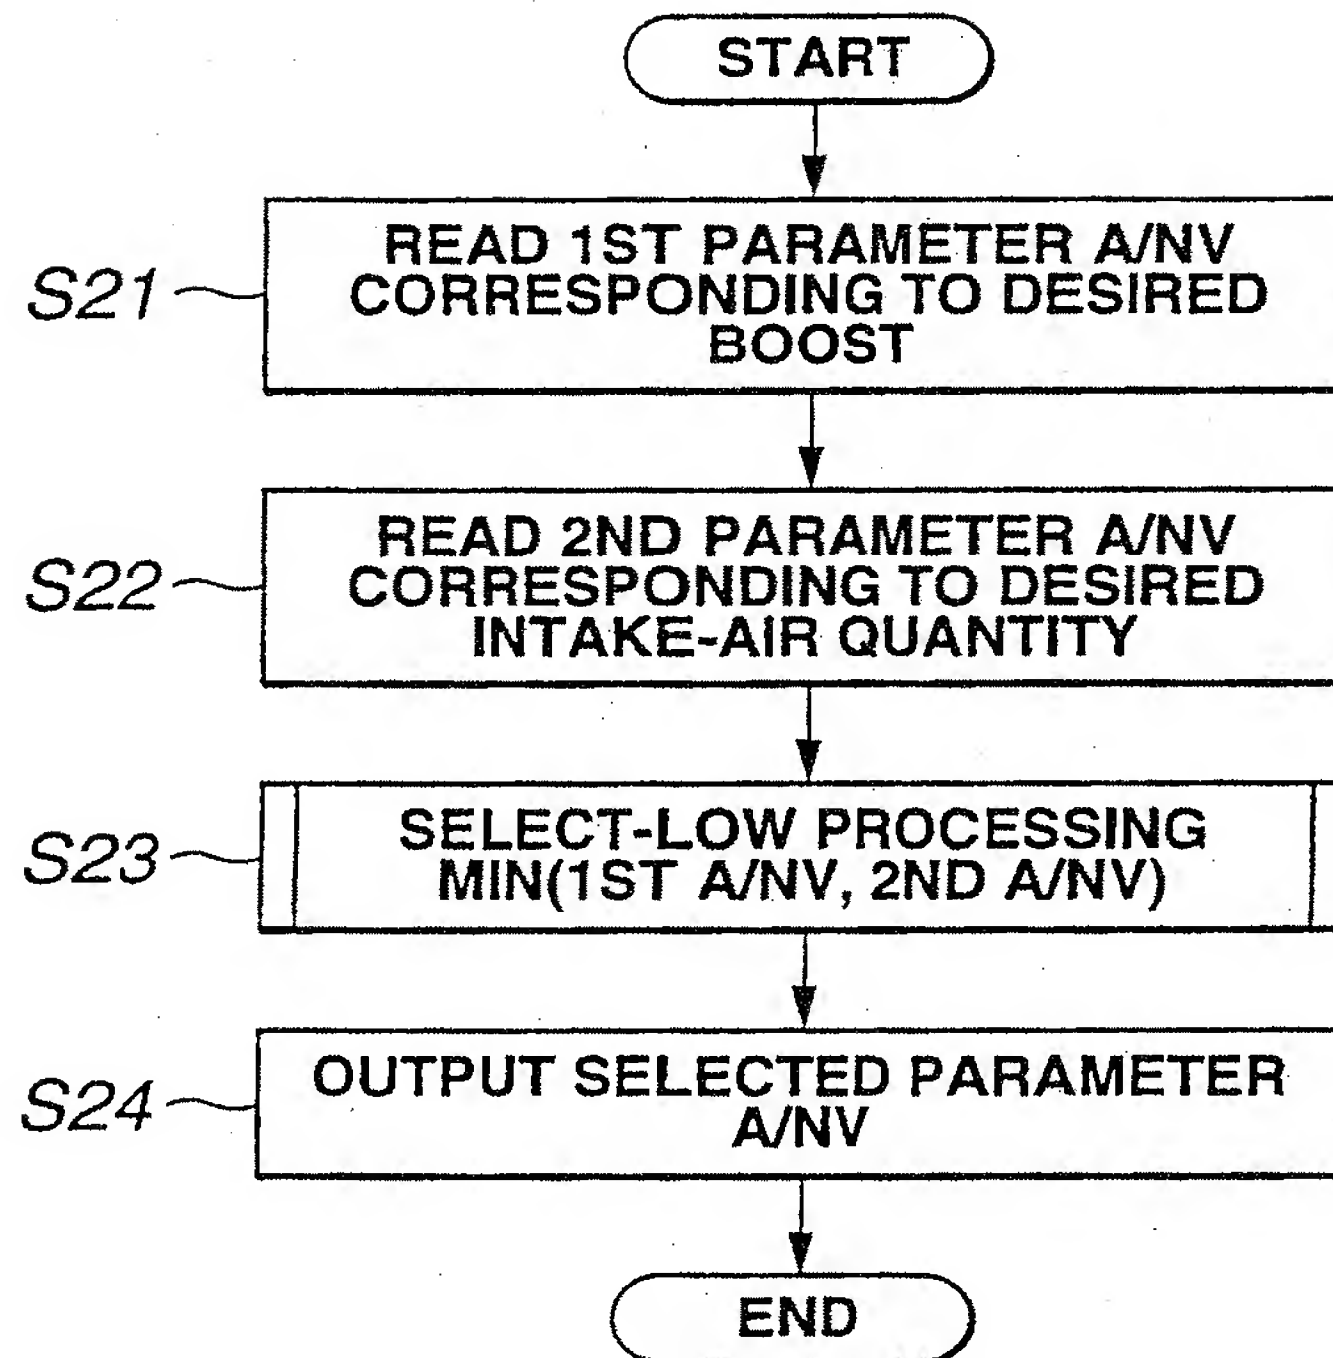 START
S21
READ 1ST PARAMETER A/NV
CORRESPONDING TO DESIRED
BOOST
S22
READ 2ND PARAMETER A/NV
CORRESPONDING TO DESIRED
INTAKE-AIR QUANTITY
S23
SELECT-LOW PROCESSING
MIN(1ST A/NV, 2ND A/NV)
S24
OUTPUT SELECTED PARAMETER
A/NV
END